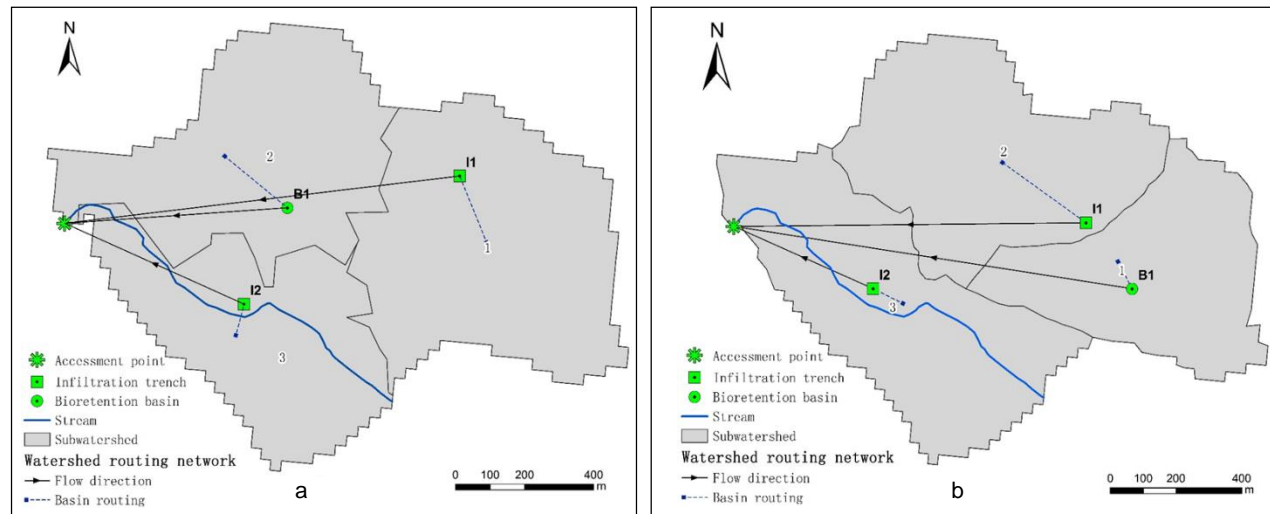 N
2
I1
B1
1
I2
3
Accessment point
Infiltration trench
Bioretention basin
Stream
Subwatershed
Watershed routing network
Flow direction
Basin routing
0 100 200 400
m
a
N
2
I1
1
B1
I2
3
Accessment point
Infiltration trench
Bioretention basin
Stream
Subwatershed
Watershed routing network
Flow direction
Basin routing
0 100 200 400
m
b